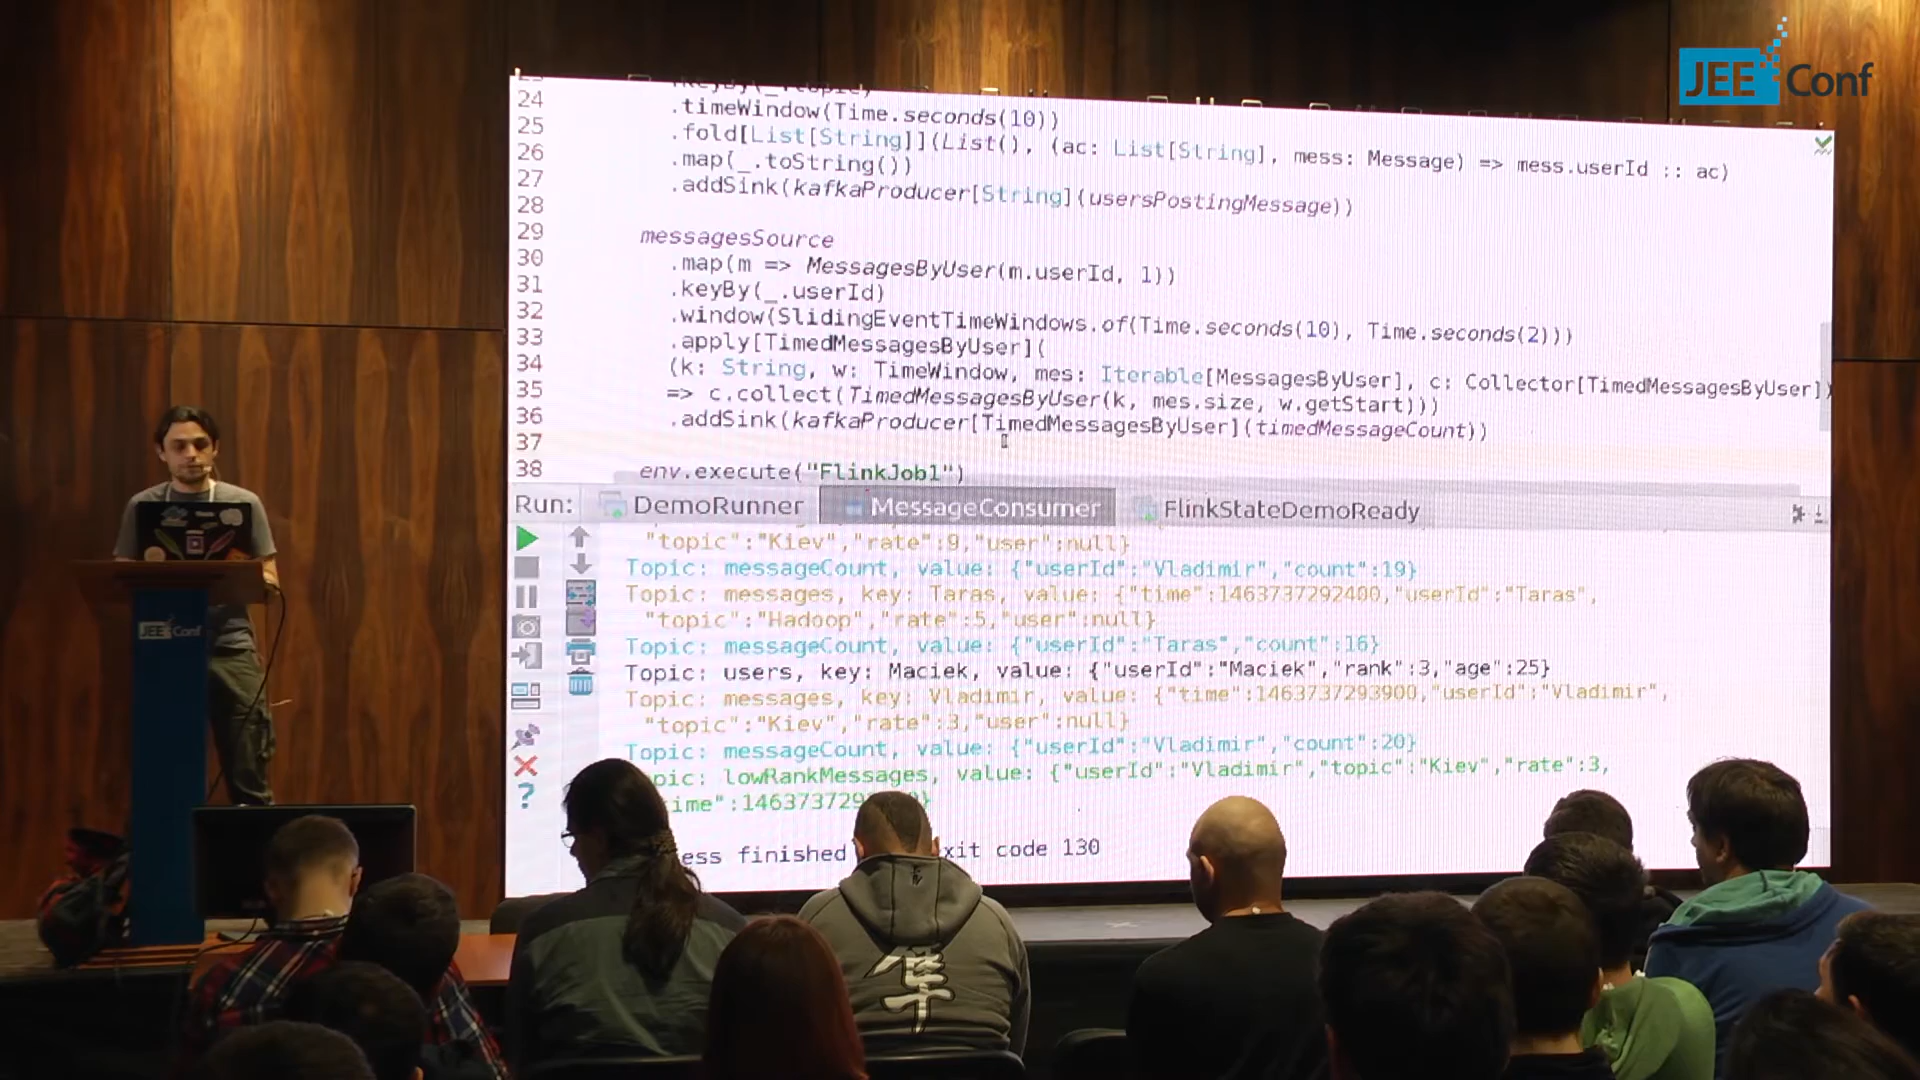 JEE Conf
24
.timeWindow(Time.seconds(10))
25
.fold[List[String]](List(), (ac: List[String], mess: Message) => mess.userId :: ac)
26
.map(_.toString())
27
.addSink(kafkaProducer[String](usersPostingMessage))
28
29
messagesSource
30
.map(m => MessagesByUser(m.userId, 1))
31
.keyBy(_.userId)
32
.window(SlidingEventTimeWindows.of(Time.seconds(10), Time.seconds(2)))
33
.apply[TimedMessagesByUser](
34
(k: String, w: TimeWindow, mes: Iterable[MessagesByUser], c: Collector[TimedMessagesByUser])
35
=> c.collect(TimedMessagesByUser(k, mes.size, w.getStart)))
36
.addSink(kafkaProducer[TimedMessagesByUser](timedMessageCount))
37
38
env.execute("FlinkJob1")
Run: DemoRunner MessageConsumer FlinkStateDemoReady
"topic":"Kiev","rate":9,"user":null}
Topic: messageCount, value: {"userId":"Vladimir","count":19}
Topic: messages, key: Taras, value: {"time":1463737292400,"userId":"Taras",
"topic":"Hadoop","rate":5,"user":null}
Topic: messageCount, value: {"userId":"Taras","count":16}
Topic: users, key: Maciek, value: {"userId":"Maciek","rank":3,"age":25}
Topic: messages, key: Vladimir, value: {"time":1463737293900,"userId":"Vladimir",
"topic":"Kiev","rate":3,"user":null}
Topic: messageCount, value: {"userId":"Vladimir","count":20}
opic: lowRankMessages, value: {"userId":"Vladimir","topic":"Kiev","rate":3,
ime":146373729
ess finished xit code 130
JEE Conf
隼